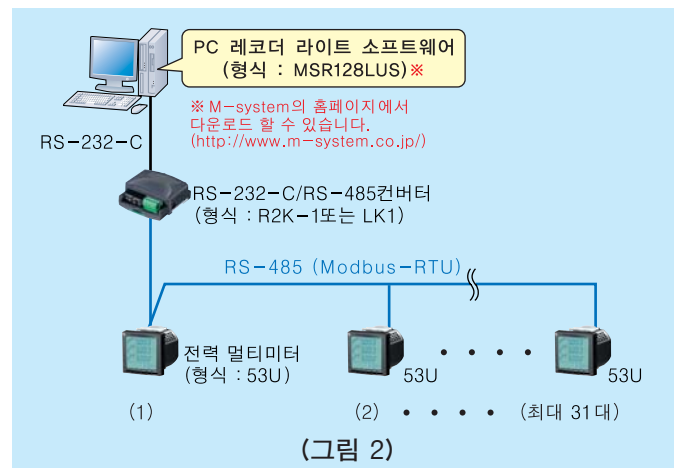 PC 레코더 라이트 소프트웨어
(형식 : MSR128LUS)※
※ M-system의 홈페이지에서
다운로드 할 수 있습니다.
(http://www.m-system.co.jp/)
RS-232-C
RS-232-C/RS-485컨버터
(형식 : R2K-1또는 LK1)
RS-485 (Modbus-RTU)
전력 멀티미터
(형식 : 53U)
53U
53U
(1)
(2) • • • • (최대 31대)
(그림 2)